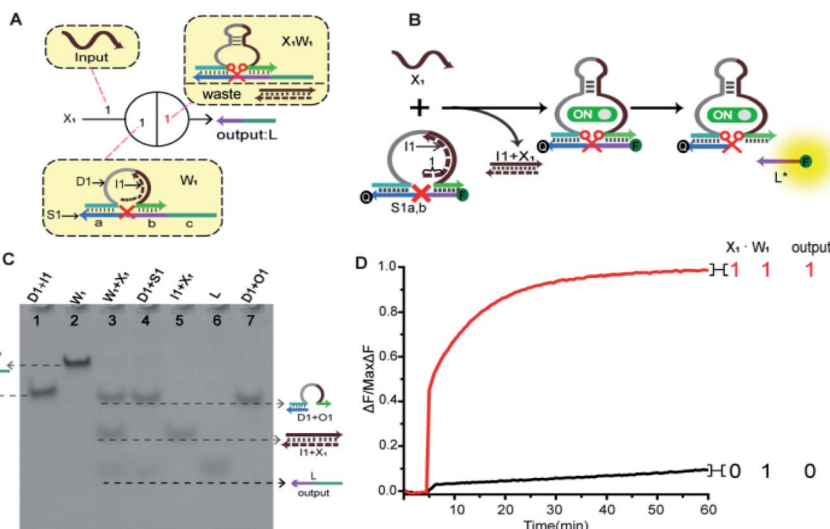 A
Input
X₁W₁
waste
X₁
1
1
1
output:L
D1
I1
W₁
S1
a
b
c
B
X₁
+
I1
1
I1+X₁
Q
F
S1a,b
ON
Q
F
ON
Q
F
L*
C
D1+I1
W₁
W₁+X₁
D1+S1
I1+X₁
L
D1+O1
1 2 3 4 5 6 7
D1+O1
I1+X₁
L
output
D
X₁ · W₁ output
1 1 1
0 1 0
ΔF/MaxΔF
1.0
0.8
0.6
0.4
0.2
0.0
10 20 30 40 50 60
Time(min)